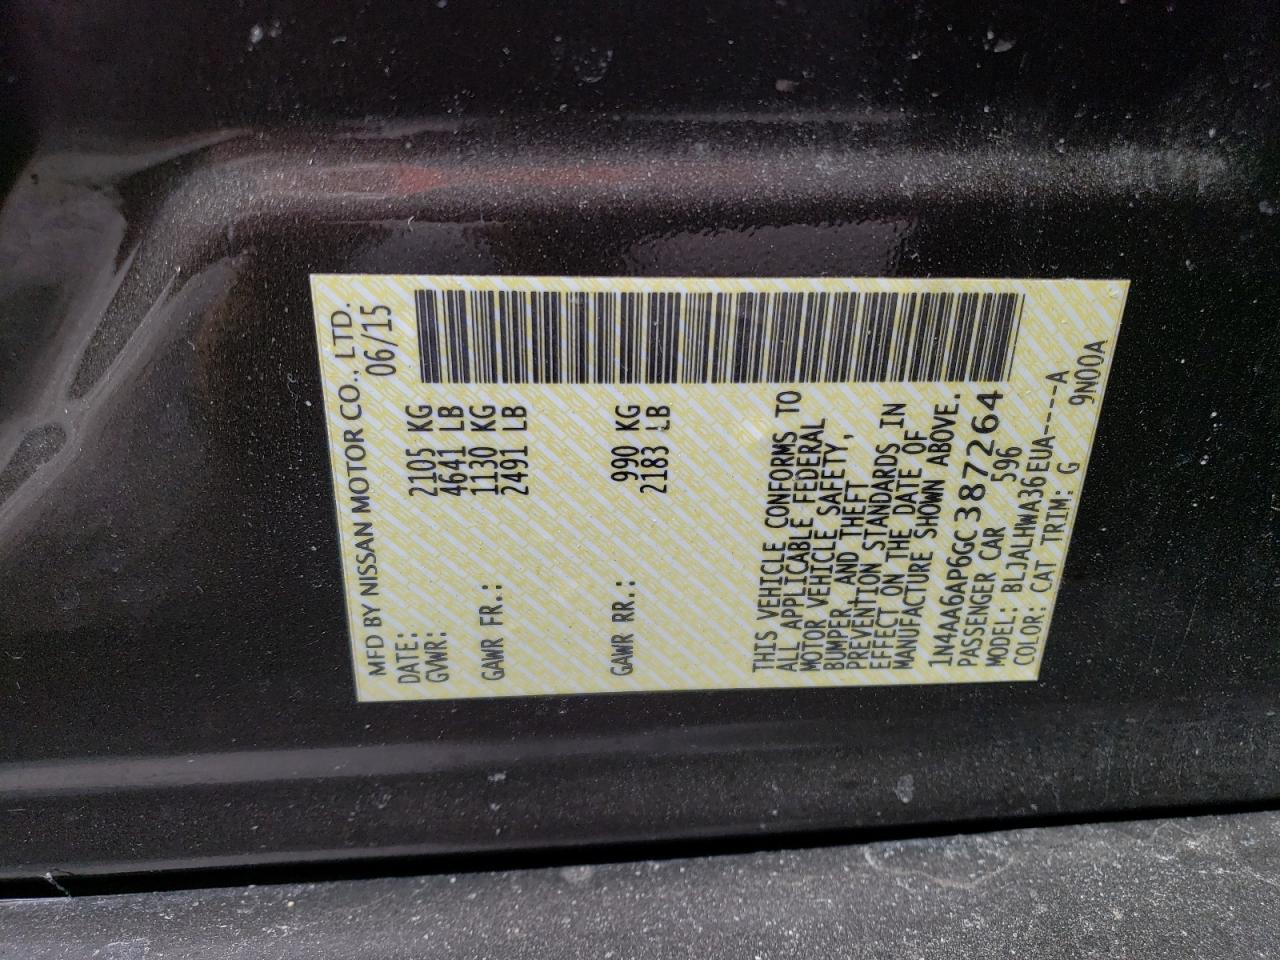 MFD BY NISSAN MOTOR CO., LTD.
DATE: 06/15
GVWR: 2105 KG
4641 LB
GAWR FR.: 1130 KG
2491 LB
GAWR RR.: 990 KG
2183 LB
THIS VEHICLE CONFORMS TO
ALL APPLICABLE FEDERAL
MOTOR VEHICLE SAFETY,
BUMPER, AND THEFT
PREVENTION STANDARDS IN
EFFECT ON THE DATE OF
MANUFACTURE SHOWN ABOVE.
1N4AA6AP6GC387264
PASSENGER CAR 596
MODEL: BLJALHWA36EUA----A
COLOR: CAT TRIM: G 9N00A